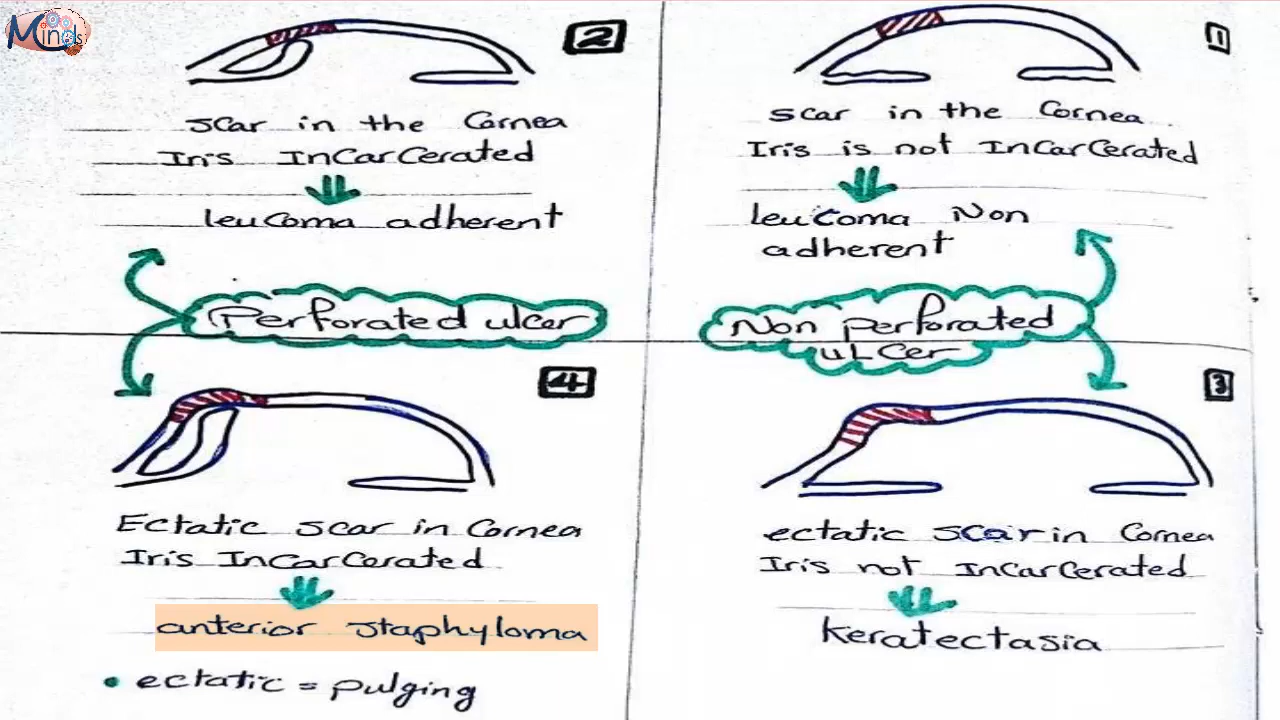 Minds
2
scar in the Cornea
Iris InCarCerated
leucoma adherent
1
scar in the Cornea
Iris is not InCarCerated
leucoma Non
adherent
Perforated ulcer
Non perforated
uLCer
4
Ectatic scar in Cornea
Iris InCarCerated
anterior staphyloma
• ectatic = pulging
3
ectatic scar in Cornea
Iris not InCarCerated
keratectasia